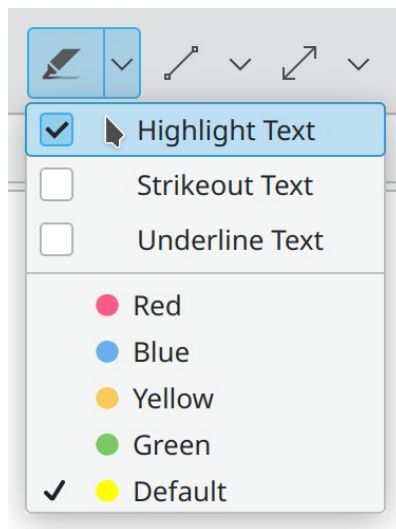 Highlight Text
Strikeout Text
Underline Text
Red
Blue
Yellow
Green
Default